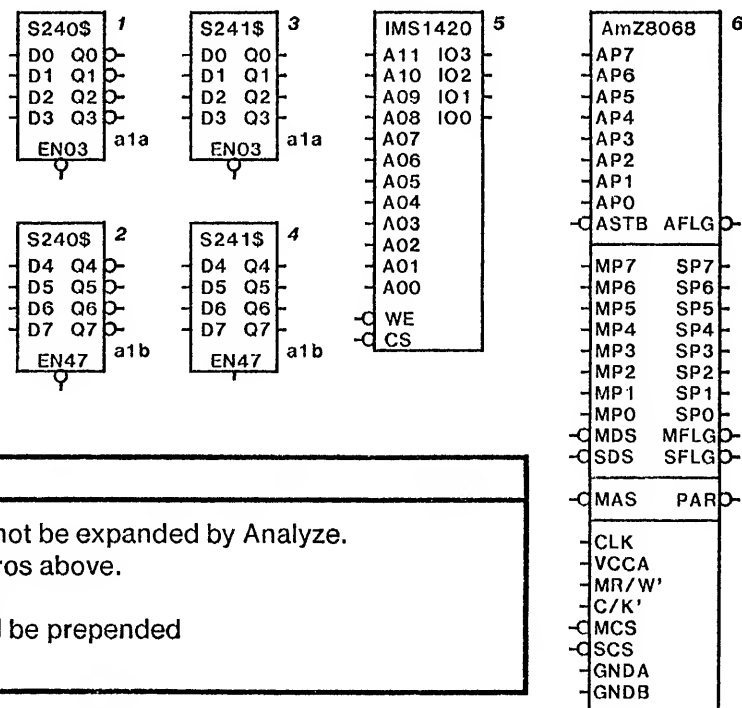 S240$ 1
D0 Q0
D1 Q1
D2 Q2
D3 Q3
a1a
EN03
S241$ 3
D0 Q0
D1 Q1
D2 Q2
D3 Q3
a1a
EN03
S240$ 2
D4 Q4
D5 Q5
D6 Q6
D7 Q7
a1b
EN47
S241$ 4
D4 Q4
D5 Q5
D6 Q6
D7 Q7
a1b
EN47
IMS1420 5
A11 IO3
A10 IO2
A09 IO1
A08 IO0
A07
A06
A05
A04
A03
A02
A01
A00
WE
CS
AmZ8068 6
AP7
AP6
AP5
AP4
AP3
AP2
AP1
AP0
ASTB AFLG
MP7 SP7
MP6 SP6
MP5 SP5
MP4 SP4
MP3 SP3
MP2 SP2
MP1 SP1
MP0 SP0
MDS MFLG
SDS SFLG
MAS PAR
CLK
VCCA
MR/W'
C/K'
MCS
SCS
GNDA
GNDB
not be expanded by Analyze.
ros above.
be prepended